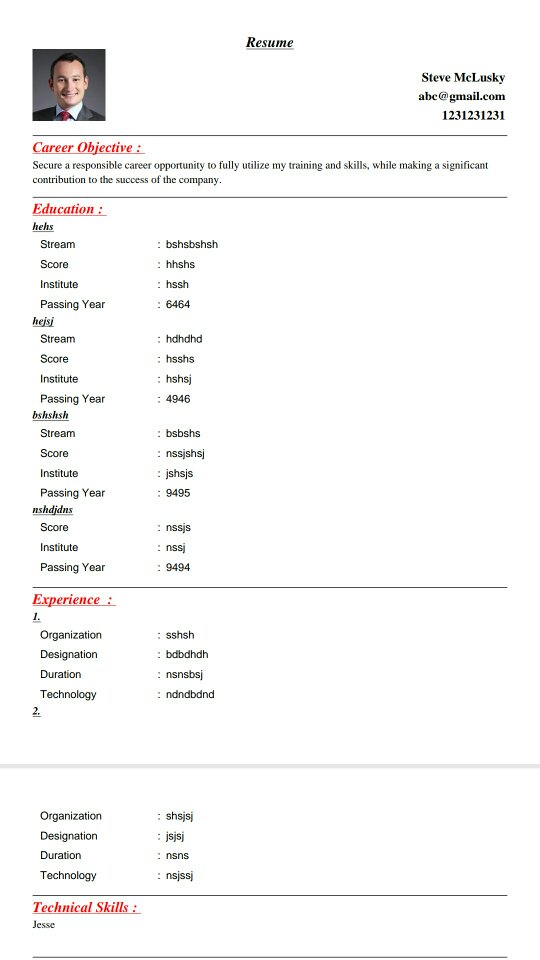 Resume
Steve McLusky
abc@gmail.com
1231231231
Career Objective :
Secure a responsible career opportunity to fully utilize my training and skills, while making a significant
contribution to the success of the company.
Education :
hehs
Stream : bshsbshsh
Score : hhshs
Institute : hssh
Passing Year : 6464
hejsj
Stream : hdhdhd
Score : hsshs
Institute : hshsj
Passing Year : 4946
bshshsh
Stream : bsbshs
Score : nssjshsj
Institute : jshsjs
Passing Year : 9495
nshdjdns
Score : nssjs
Institute : nssj
Passing Year : 9494
Experience :
1.
Organization : sshsh
Designation : bdbdhdh
Duration : nsnsbsj
Technology : ndndbdnd
2.
Organization : shsjsj
Designation : jsjsj
Duration : nsns
Technology : nsjssj
Technical Skills :
Jesse